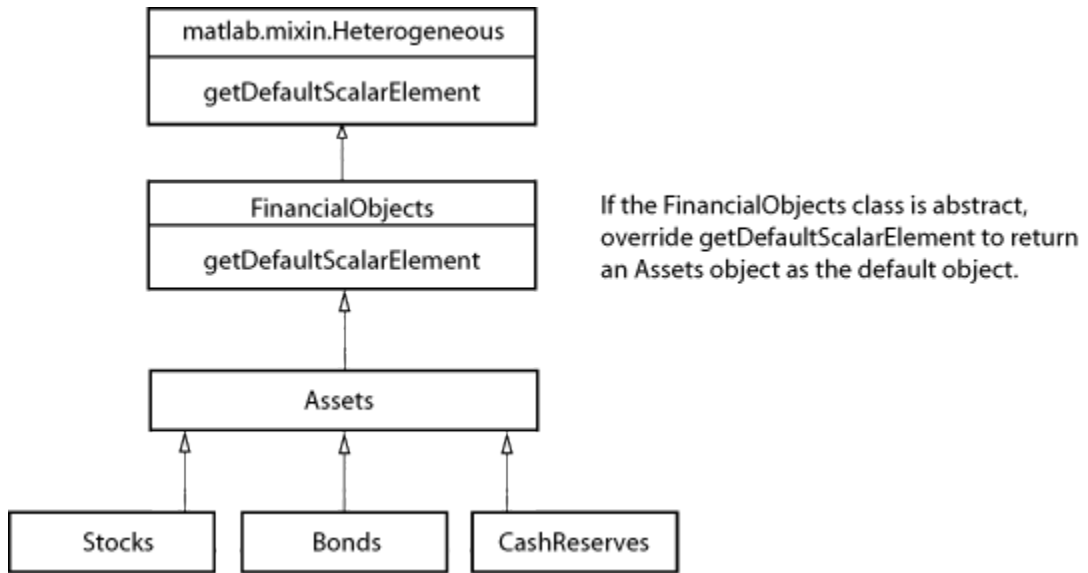 matlab.mixin.Heterogeneous
getDefaultScalarElement
FinancialObjects
getDefaultScalarElement
If the FinancialObjects class is abstract,
override getDefaultScalarElement to return
an Assets object as the default object.
Assets
Stocks
Bonds
CashReserves